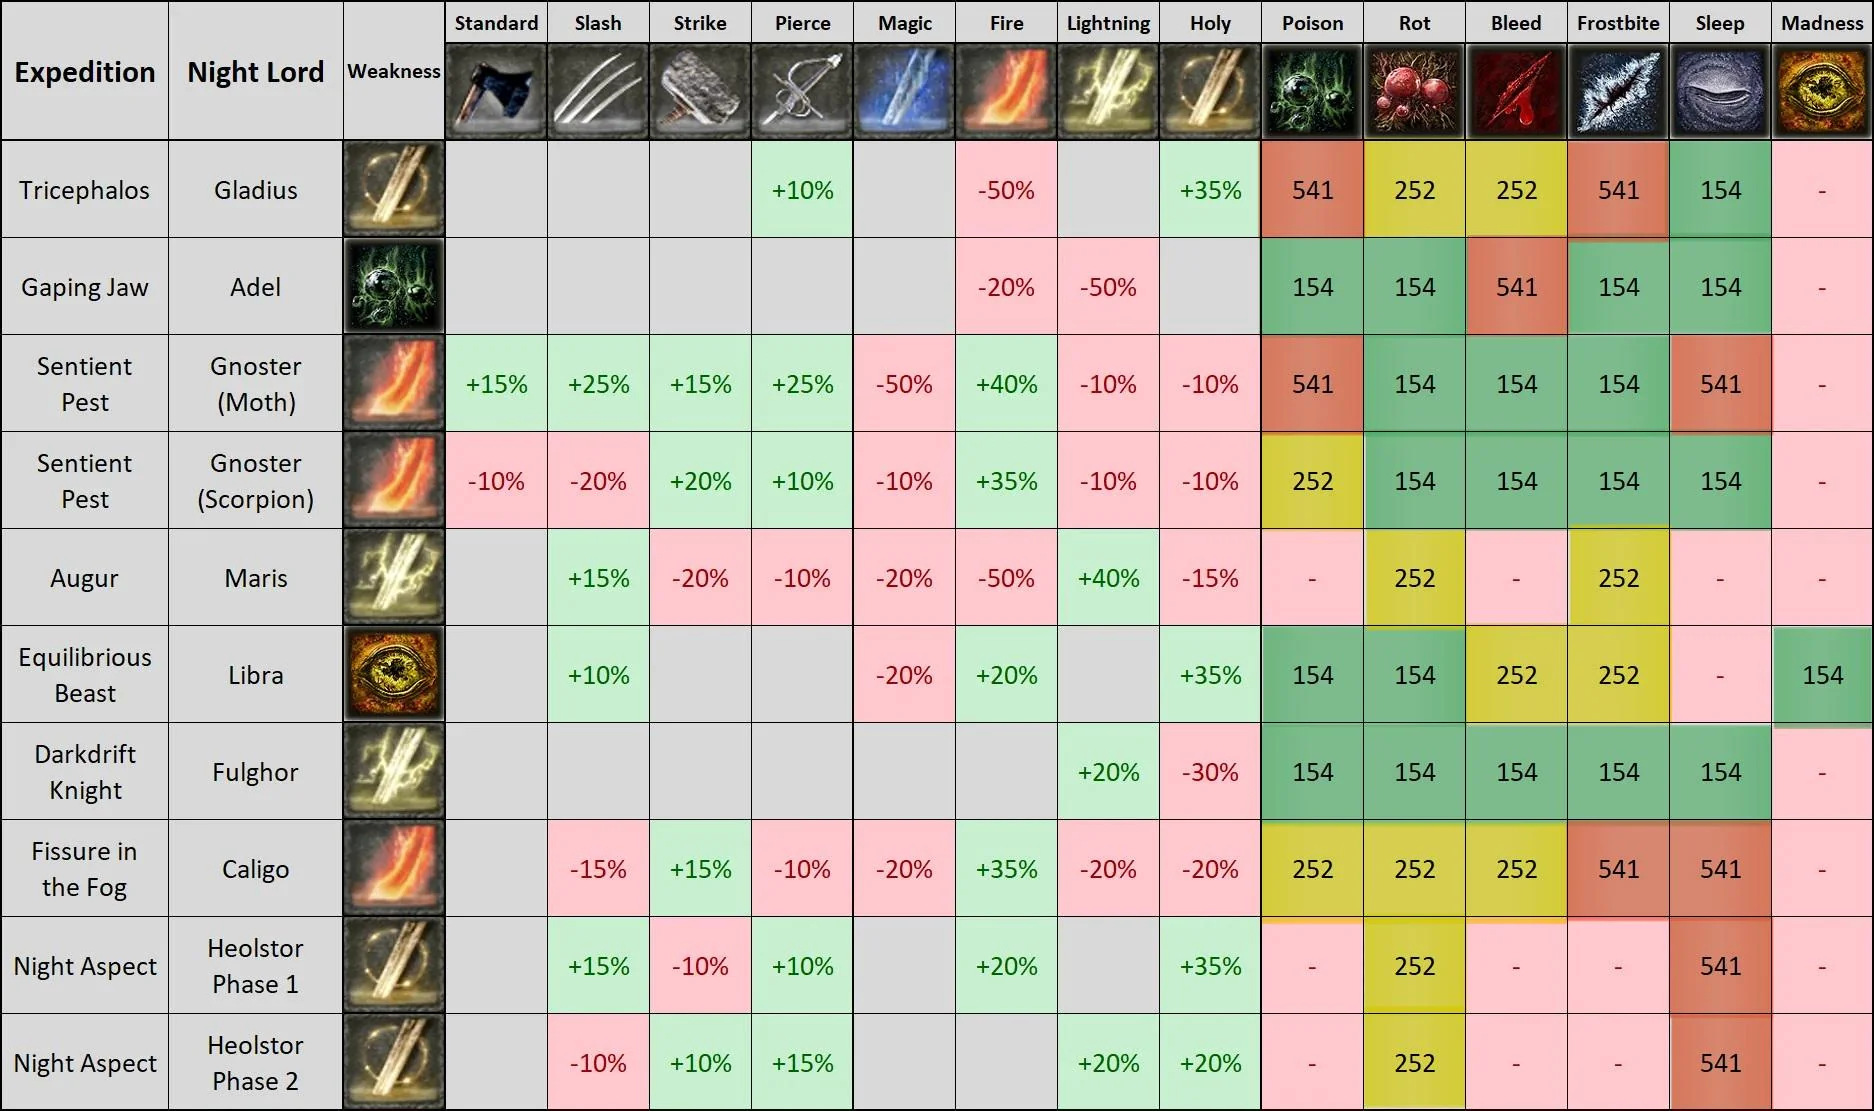 Expedition Night Lord Weakness Standard Slash Strike Pierce Magic Fire Lightning Holy Poison Rot Bleed Frostbite Sleep Madness
Tricephalos Gladius +10% -50% +35% 541 252 252 541 154 -
Gaping Jaw Adel -20% -50% 154 154 541 154 154 -
Sentient Pest Gnoster (Moth) +15% +25% +15% +25% -50% +40% -10% -10% 541 154 154 154 541 -
Sentient Pest Gnoster (Scorpion) -10% -20% +20% +10% -10% +35% -10% -10% 252 154 154 154 154 -
Augur Maris +15% -20% -10% -20% -50% +40% -15% - 252 - 252 - -
Equilibrious Beast Libra +10% -20% +20% +35% 154 154 252 252 - 154
Darkdrift Knight Fulghor +20% -30% 154 154 154 154 154 -
Fissure in the Fog Caligo -15% +15% -10% -20% +35% -20% -20% 252 252 252 541 541 -
Night Aspect Heolstor Phase 1 +15% -10% +10% +20% +35% - 252 - - 541 -
Night Aspect Heolstor Phase 2 -10% +10% +15% +20% +20% - 252 - - 541 -